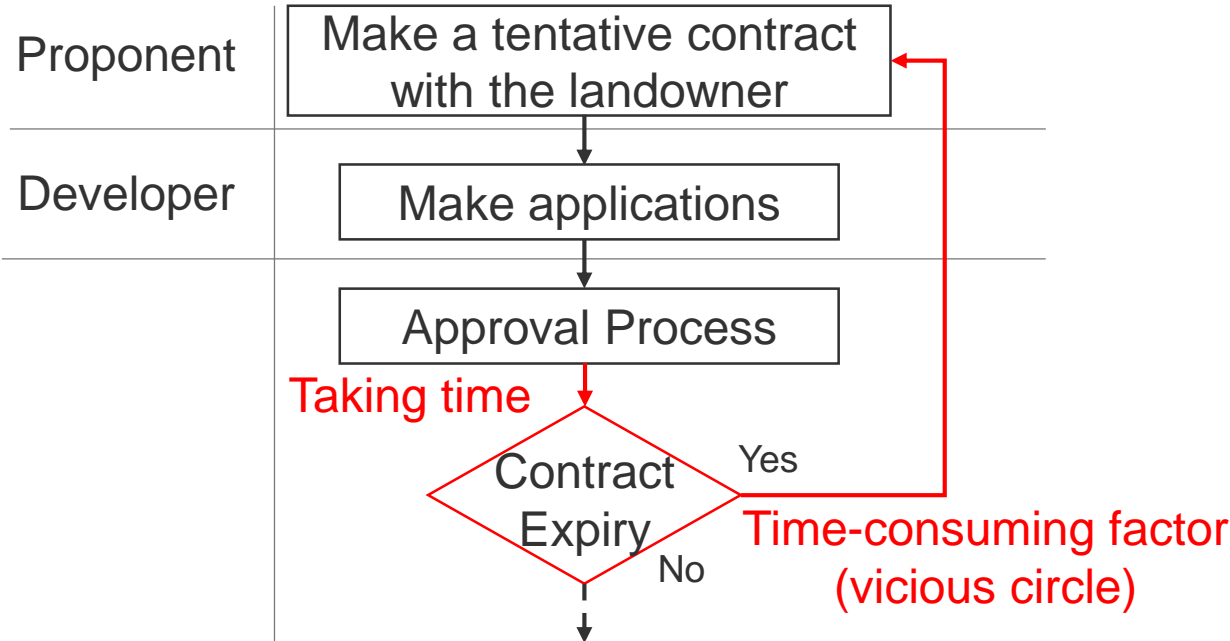 Proponent
Make a tentative contract
with the landowner
Developer
Make applications
Approval Process
Taking time
Contract
Expiry
Yes
No
Time-consuming factor
(vicious circle)